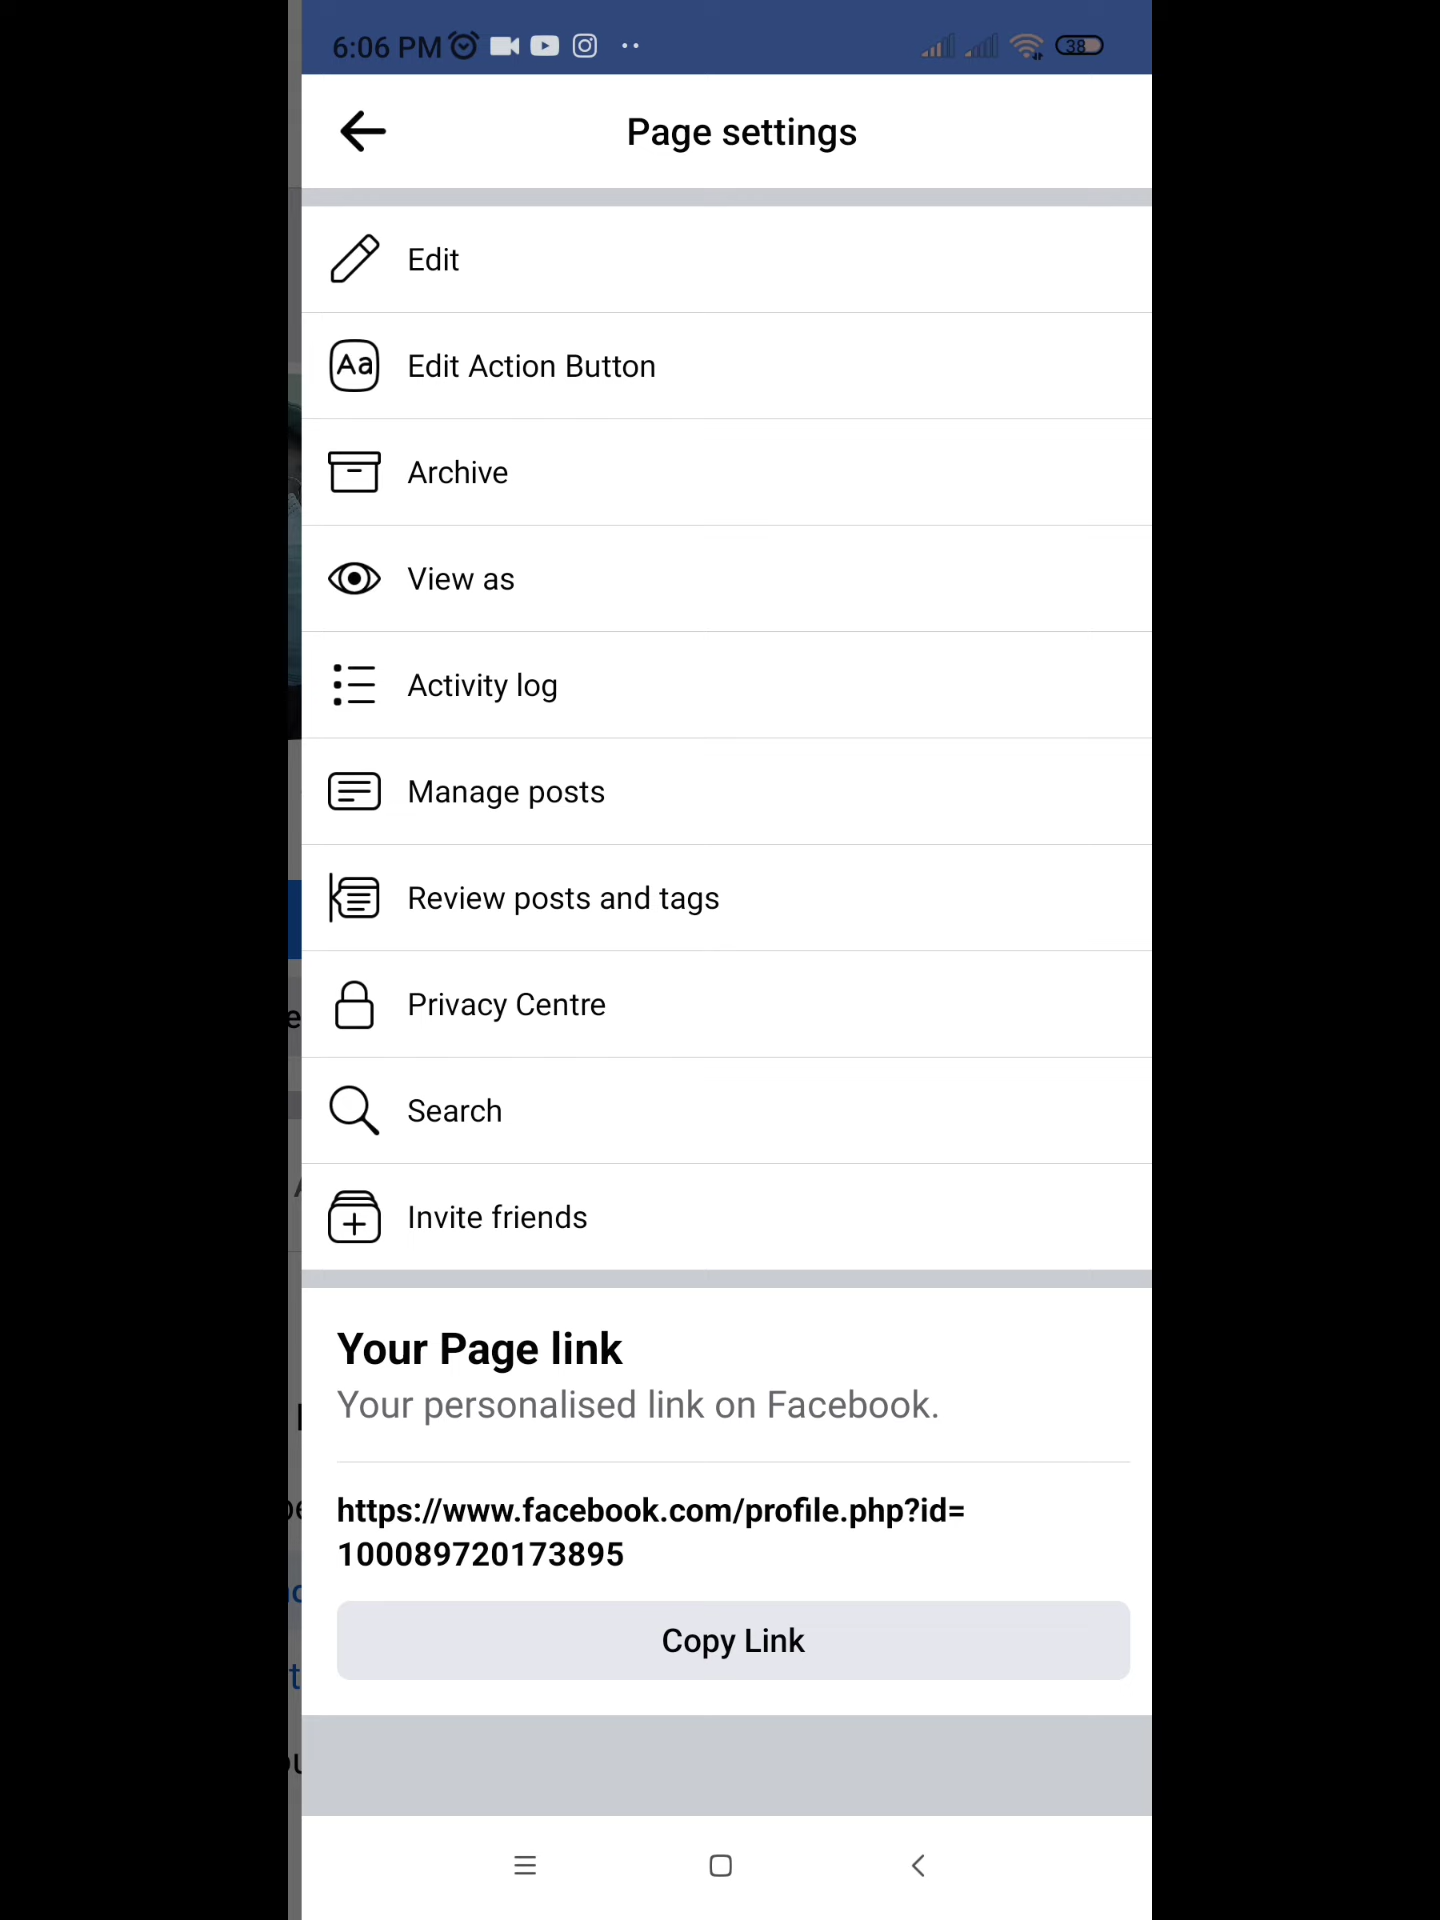 6:06 PM
38
Page settings
Edit
Aa
Edit Action Button
Archive
View as
Activity log
Manage posts
Review posts and tags
Privacy Centre
Search
Invite friends
Your Page link
Your personalised link on Facebook.
https://www.facebook.com/profile.php?id=
100089720173895
Copy Link